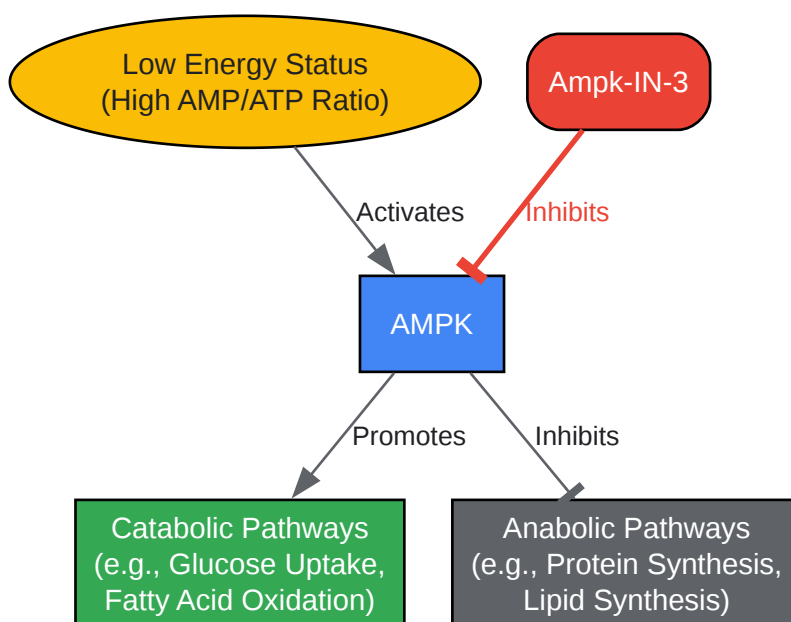 Low Energy Status
(High AMP/ATP Ratio)
Ampk-IN-3
Activates
Inhibits
AMPK
Promotes
Inhibits
Catabolic Pathways
(e.g., Glucose Uptake,
Fatty Acid Oxidation)
Anabolic Pathways
(e.g., Protein Synthesis,
Lipid Synthesis)